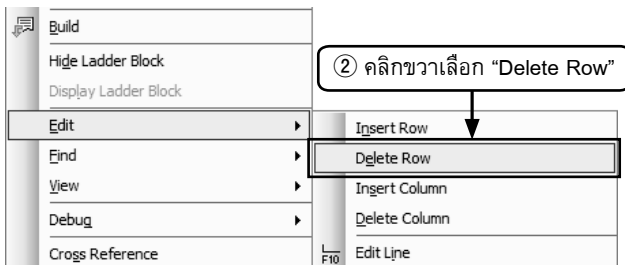 Build
Hide Ladder Block
Display Ladder Block
② คลิกขวาเลือก “Delete Row”
Edit
Find
View
Debug
Cross Reference
Insert Row
Delete Row
Insert Column
Delete Column
F10 Edit Line